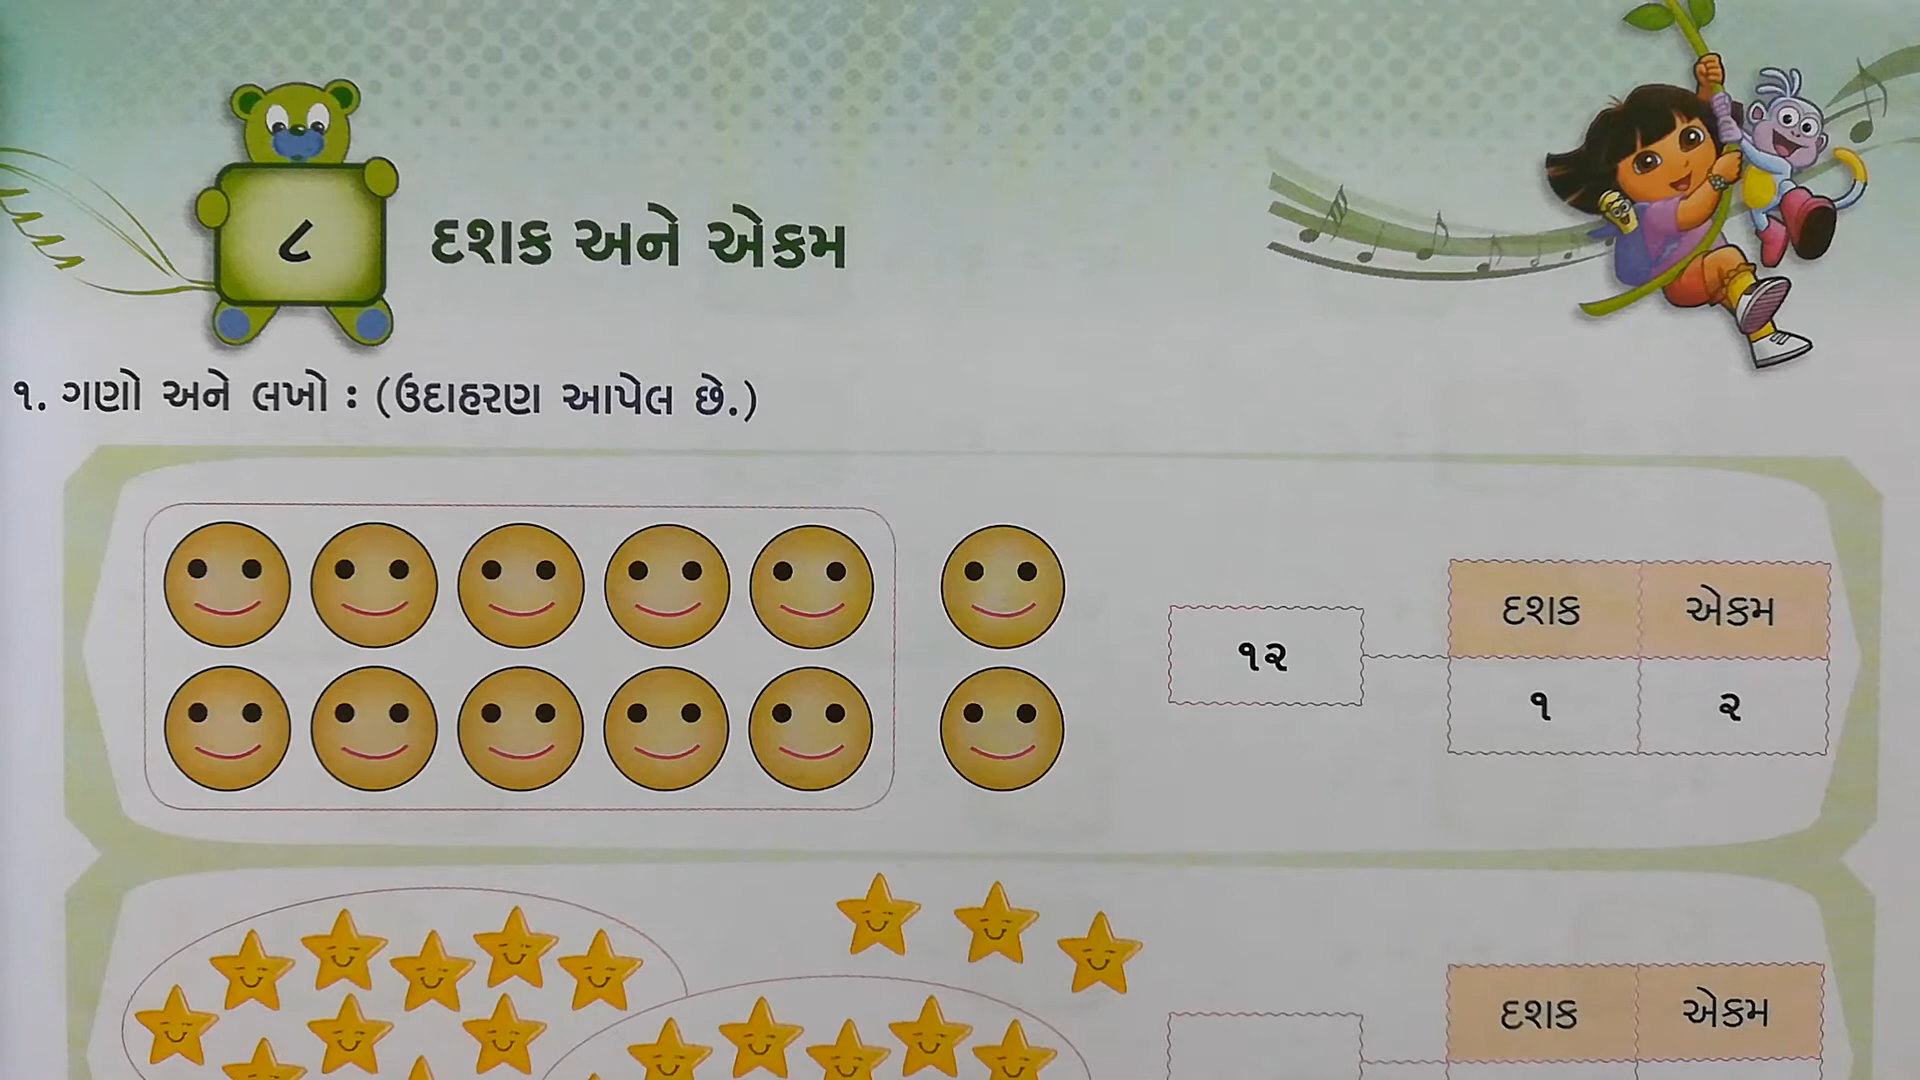 ૮
દશક અને એકમ
૧. ગણો અને લખો : (ઉદાહરણ આપેલ છે.)
દશક એકમ
૧૨
૧ ૨
દશક એકમ